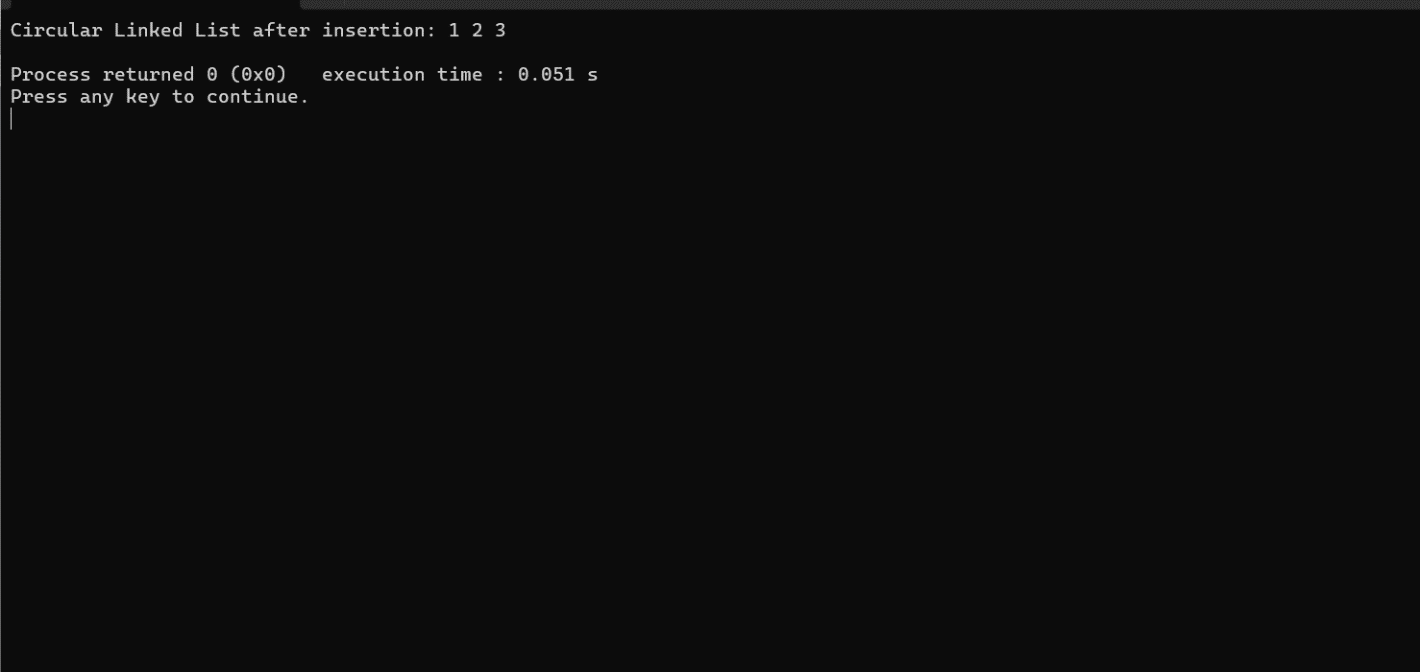 Circular Linked List after insertion: 1 2 3
Process returned 0 (0x0)   execution time : 0.051 s
Press any key to continue.